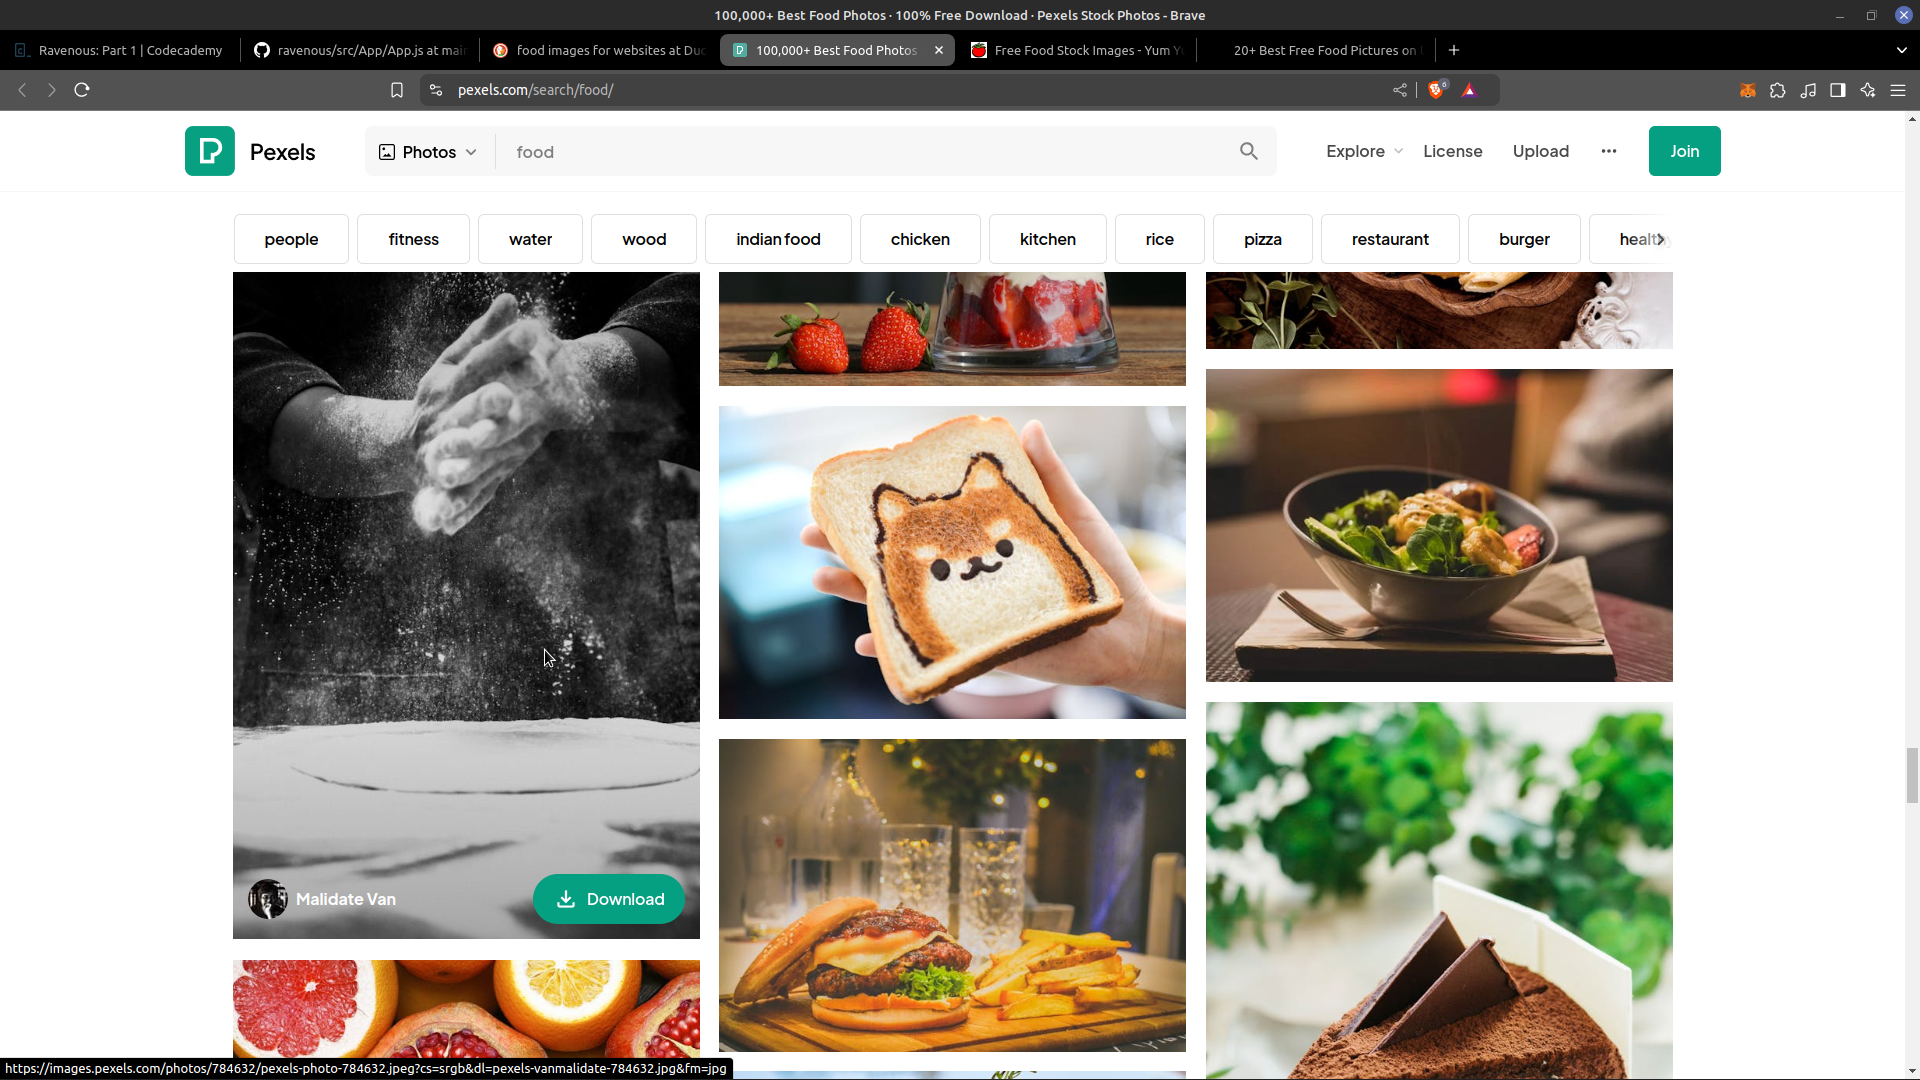 100,000+ Best Food Photos · 100% Free Download · Pexels Stock Photos - Brave
Ravenous: Part 1 | Codecademy
ravenous/src/App/App.js at mai
food images for websites at Duc
100,000+ Best Food Photos
Free Food Stock Images - Yum Y
20+ Best Free Food Pictures on
pexels.com/search/food/
6
Pexels
Photos
food
Explore
License
Upload
Join
people
fitness
water
wood
indian food
chicken
kitchen
rice
pizza
restaurant
burger
healthy
Malidate Van
Download
https://images.pexels.com/photos/784632/pexels-photo-784632.jpeg?cs=srgb&dl=pexels-vanmalidate-784632.jpg&fm=jpg